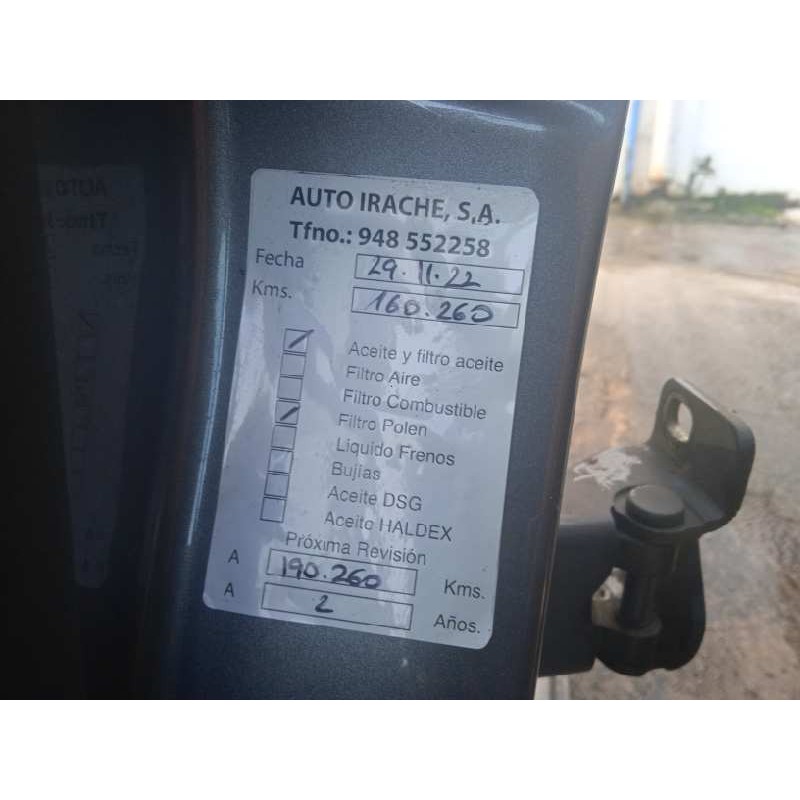 AUTO IRACHE, S.A.
Tfno.: 948 552258
Fecha 29.11.22
Kms. 160.260
Aceite y filtro aceite
Filtro Aire
Filtro Combustible
Filtro Polen
Liquido Frenos
Bujías
Aceite DSG
Aceite HALDEX
Próxima Revisión
A 190.260 Kms.
A 2 Años.